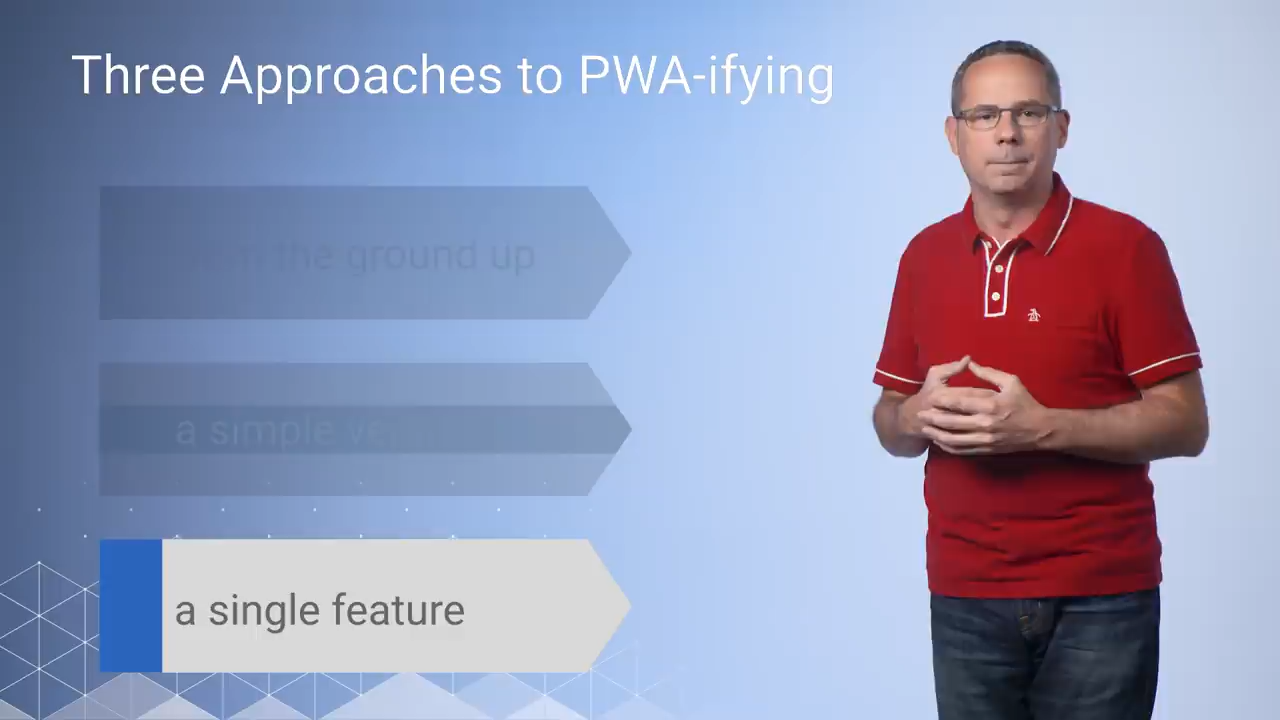 Three Approaches to PWA-ifying
the ground up
a simple
a single feature